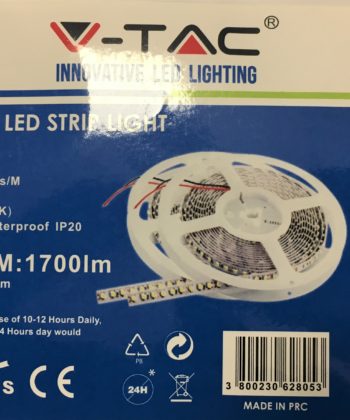 V-TAC®
INNOVATIVE LED LIGHTING
LED STRIP LIGHT
s/M
K)
terproof IP20
M:1700lm
m
se of 10-12 Hours Daily,
4 Hours day would
PB
s CE
24H*
3 800230 628053
MADE IN PRC